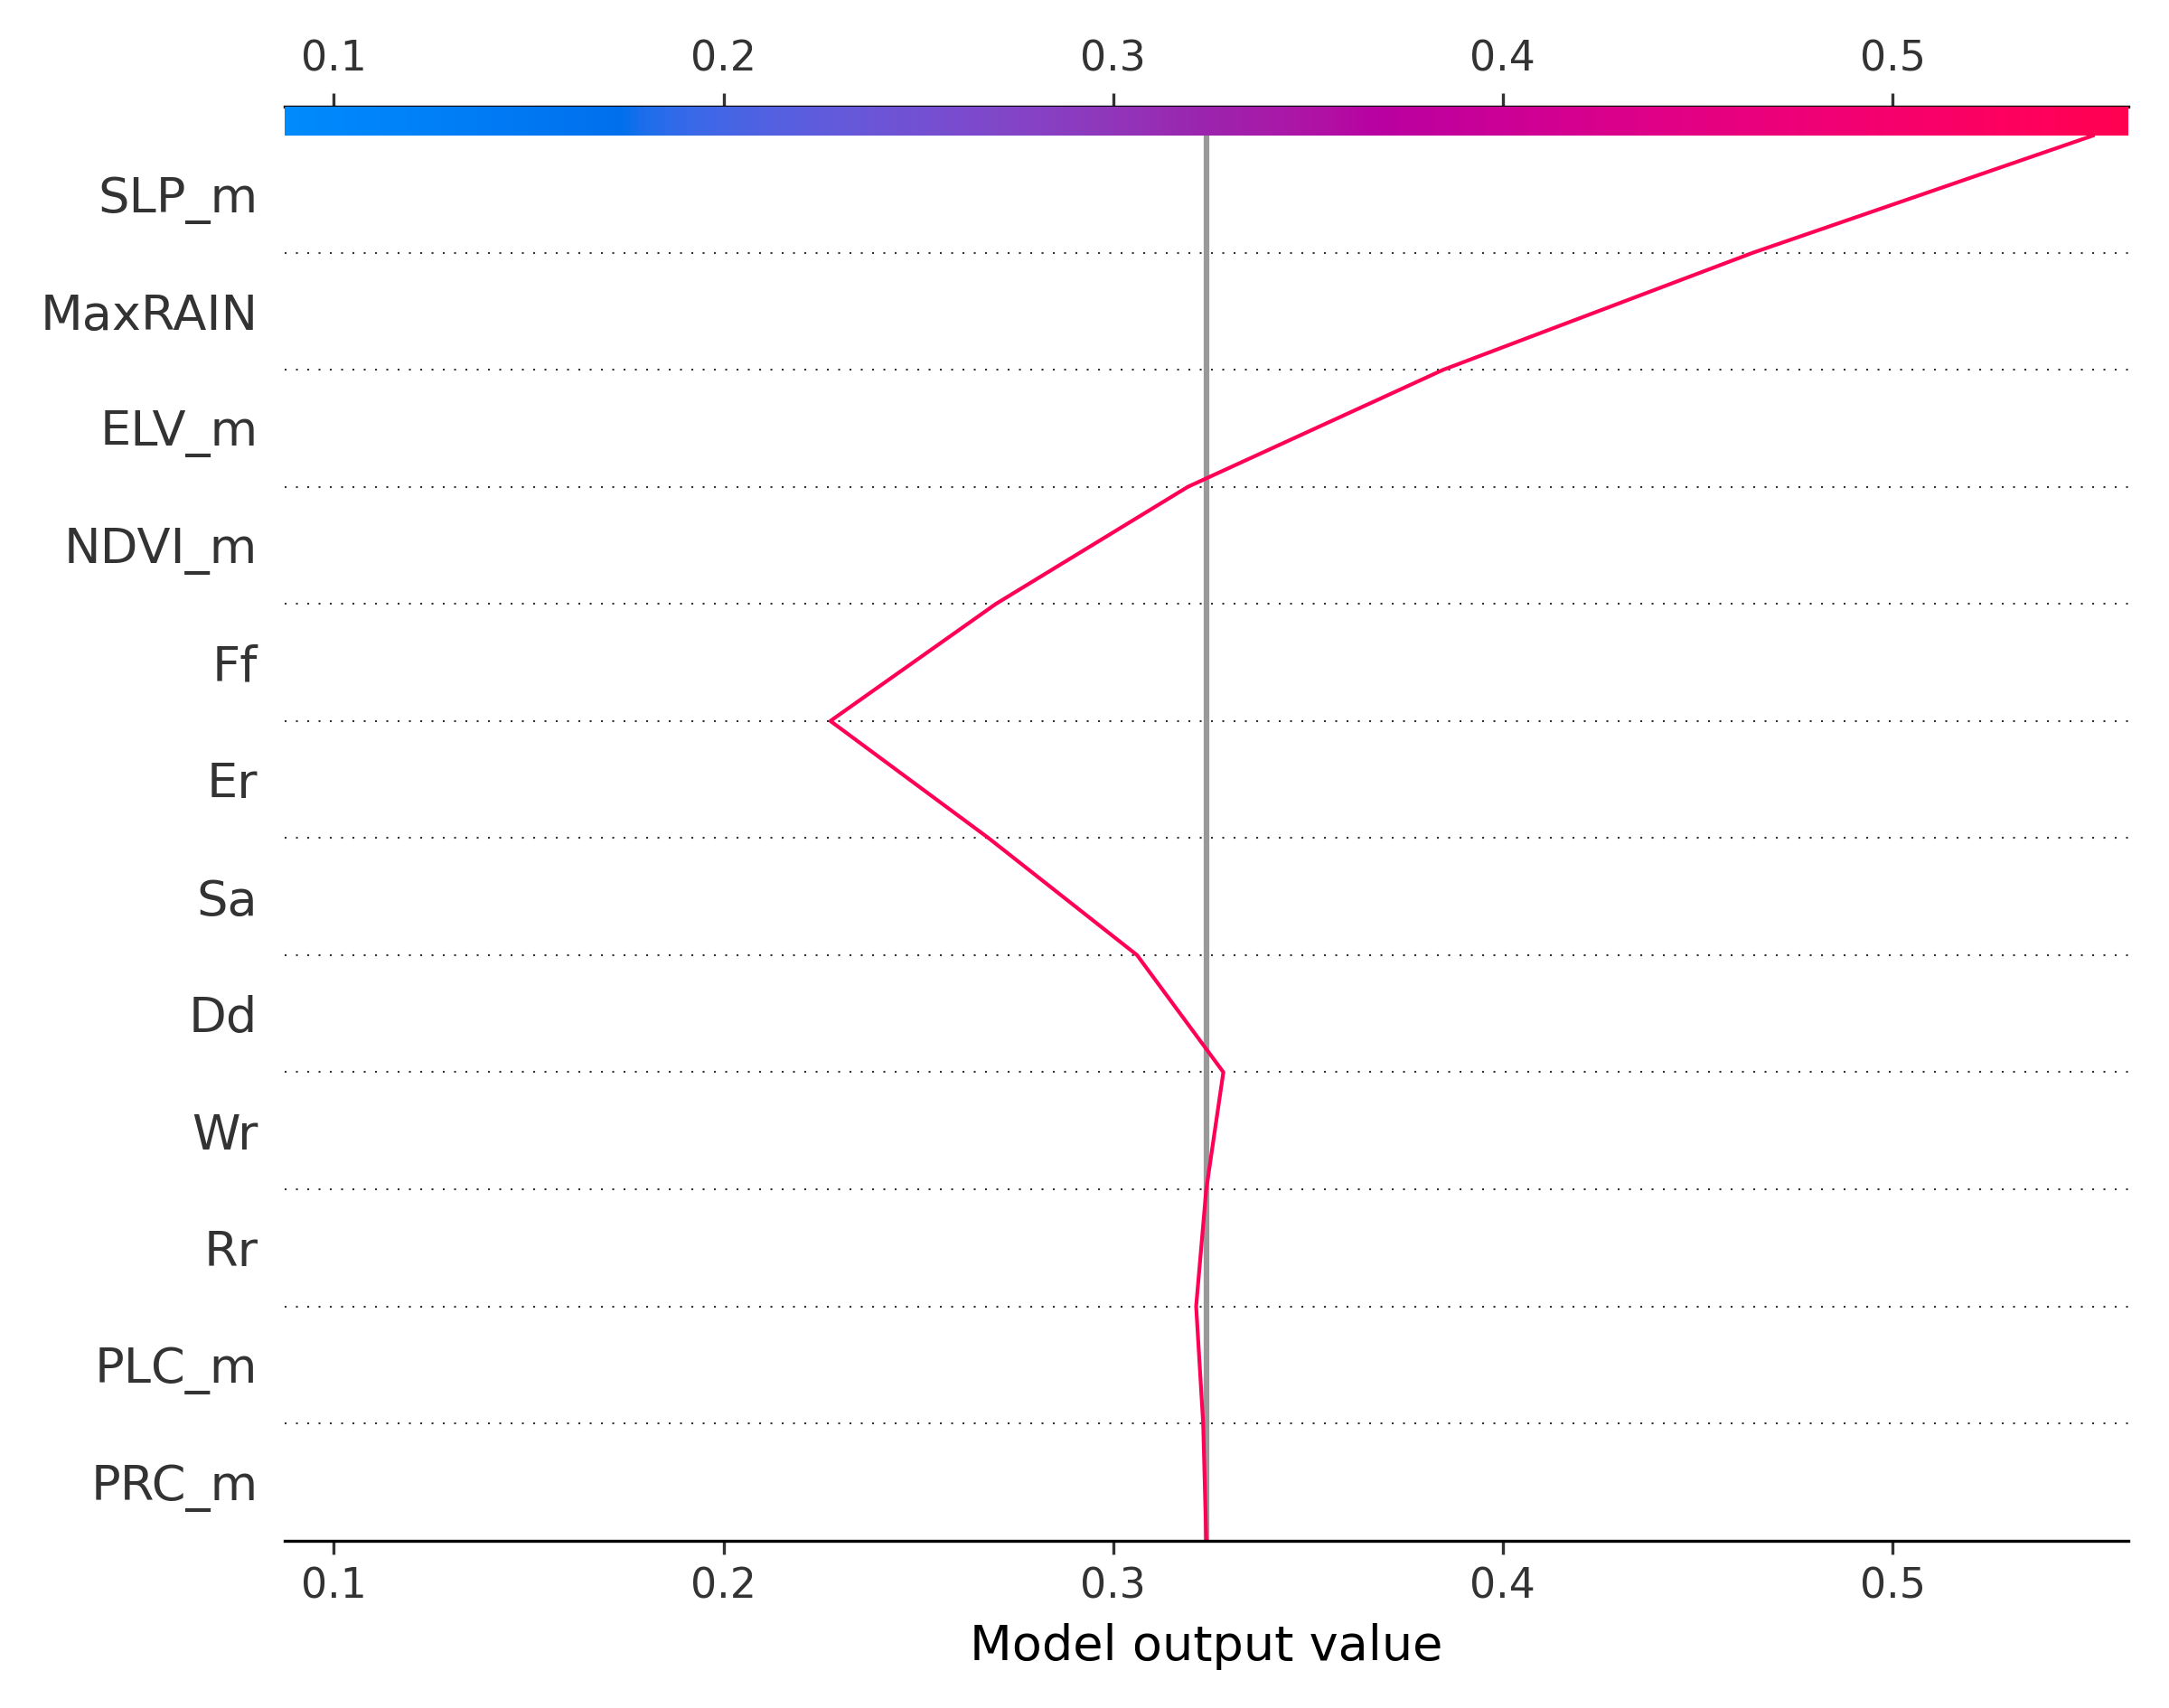 0.1 0.2 0.3 0.4 0.5
SLP_m
MaxRAIN
ELV_m
NDVI_m
Ff
Er
Sa
Dd
Wr
Rr
PLC_m
PRC_m
0.1 0.2 0.3 0.4 0.5
Model output value